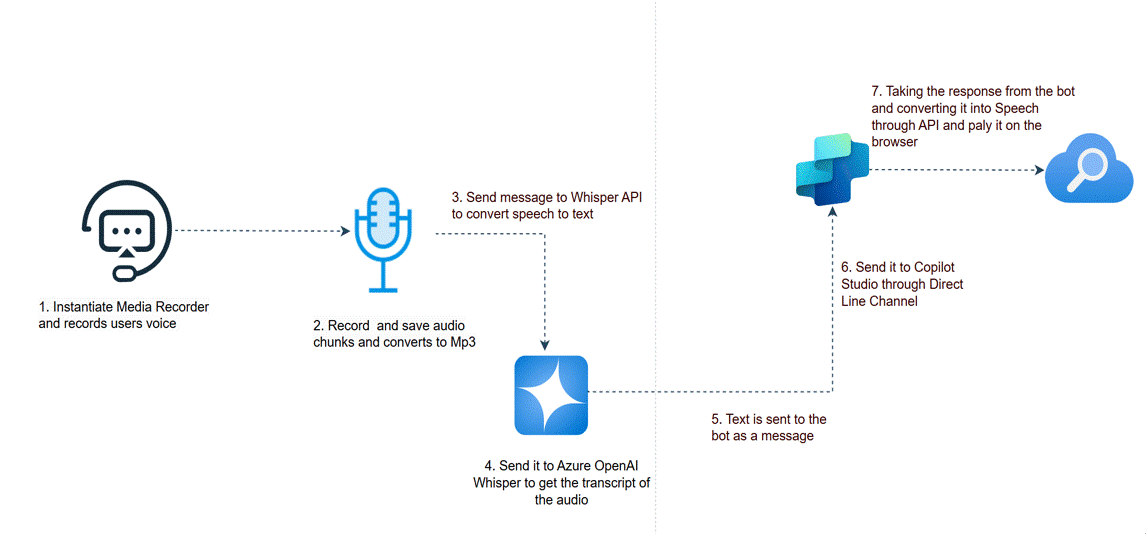 1. Instantiate Media Recorder
and records users voice
2. Record and save audio
chunks and converts to Mp3
3. Send message to Whisper API
to convert speech to text
4. Send it to Azure OpenAI
Whisper to get the transcript of
the audio
5. Text is sent to the
bot as a message
6. Send it to Copilot
Studio through Direct
Line Channel
7. Taking the response from the bot
and converting it into Speech
through API and paly it on the
browser